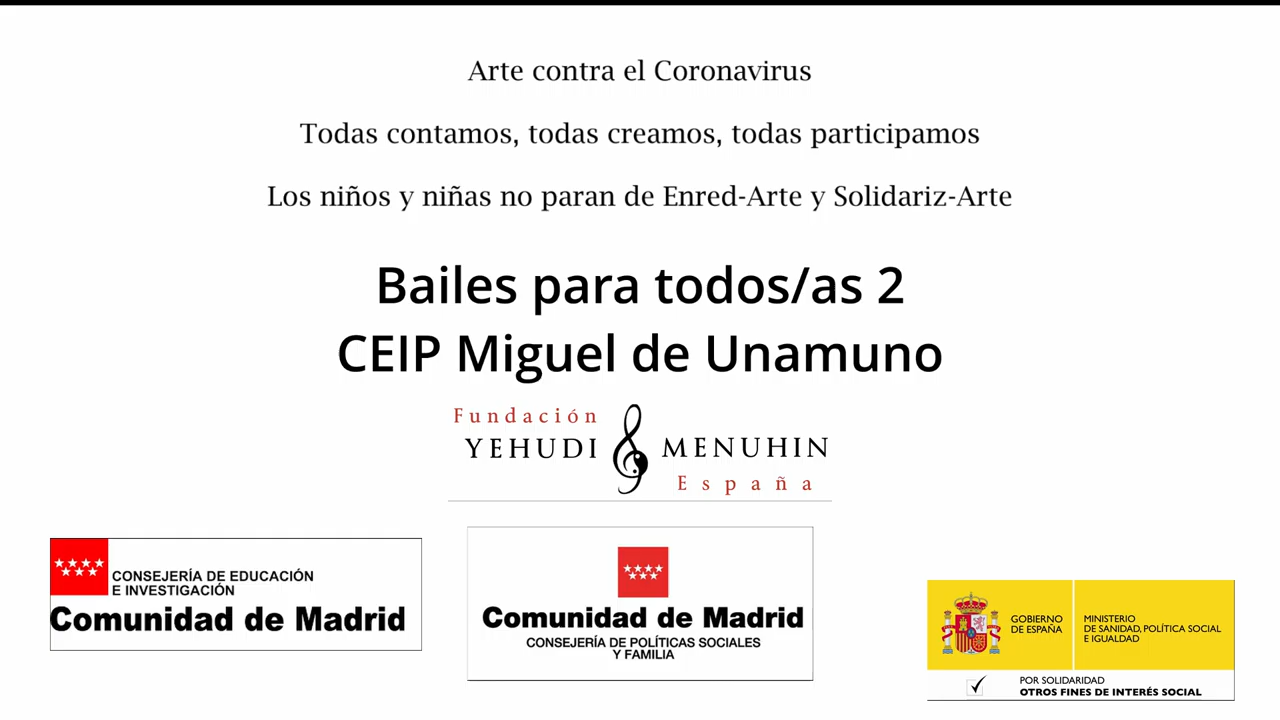 Arte contra el Coronavirus
Todas contamos, todas creamos, todas participamos
Los niños y niñas no paran de Enred-Arte y Solidariz-Arte
Bailes para todos/as 2
CEIP Miguel de Unamuno
Fundación
YEHUDI MENUHIN
España
CONSEJERÍA DE EDUCACIÓN
E INVESTIGACIÓN
Comunidad de Madrid
Comunidad de Madrid
CONSEJERÍA DE POLÍTICAS SOCIALES
Y FAMILIA
GOBIERNO
DE ESPAÑA
MINISTERIO
DE SANIDAD, POLÍTICA SOCIAL
E IGUALDAD
POR SOLIDARIDAD
OTROS FINES DE INTERÉS SOCIAL